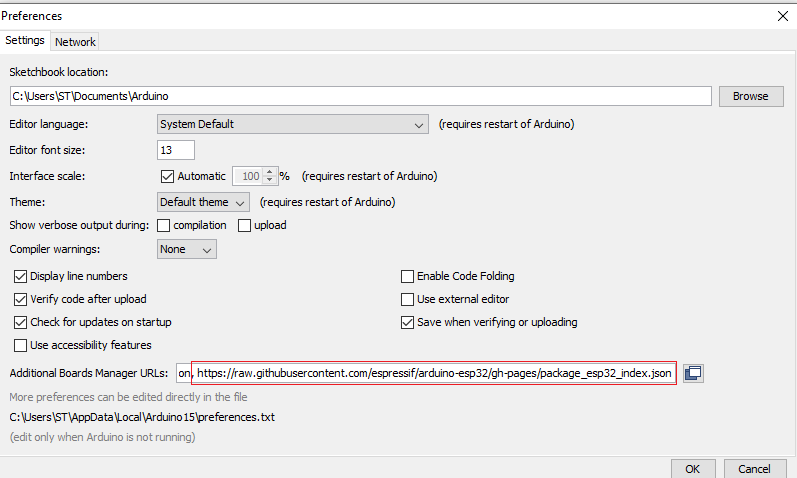 Preferences
Settings Network
Sketchbook location:
C:\Users\ST\Documents\Arduino Browse
Editor language: System Default (requires restart of Arduino)
Editor font size: 13
Interface scale: Automatic 100 % (requires restart of Arduino)
Theme: Default theme (requires restart of Arduino)
Show verbose output during: compilation upload
Compiler warnings: None
Display line numbers Enable Code Folding
Verify code after upload Use external editor
Check for updates on startup Save when verifying or uploading
Use accessibility features
Additional Boards Manager URLs: on, https://raw.githubusercontent.com/espressif/arduino-esp32/gh-pages/package_esp32_index.json
More preferences can be edited directly in the file
C:\Users\ST\AppData\Local\Arduino15\preferences.txt
(edit only when Arduino is not running)
OK Cancel